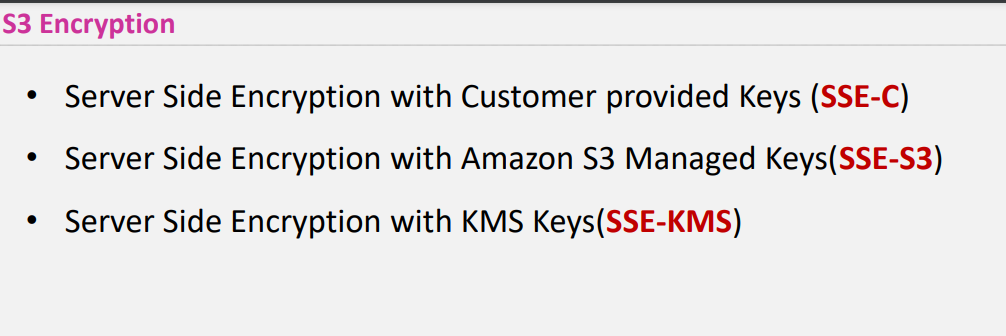 S3 Encryption
• Server Side Encryption with Customer provided Keys (SSE-C)
• Server Side Encryption with Amazon S3 Managed Keys(SSE-S3)
• Server Side Encryption with KMS Keys(SSE-KMS)